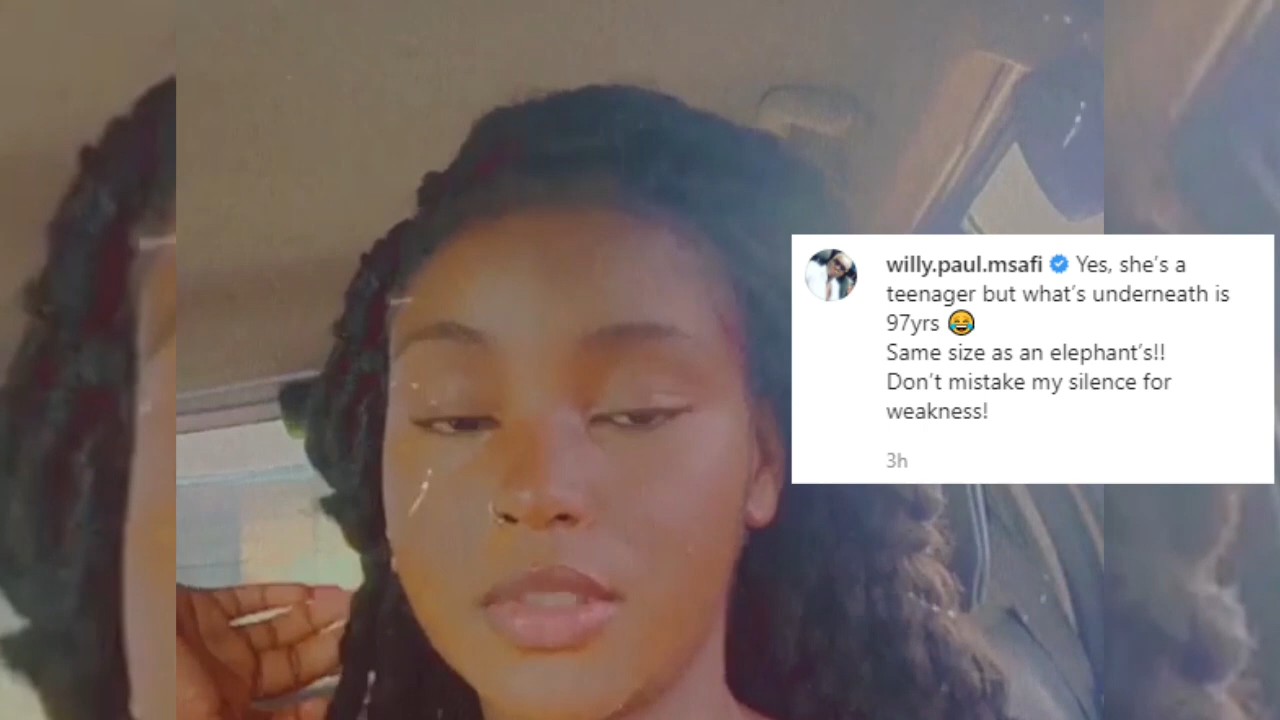 willy.paul.msafi Yes, she's a
teenager but what's underneath is
97yrs 😂
Same size as an elephant's!!
Don't mistake my silence for
weakness!
3h